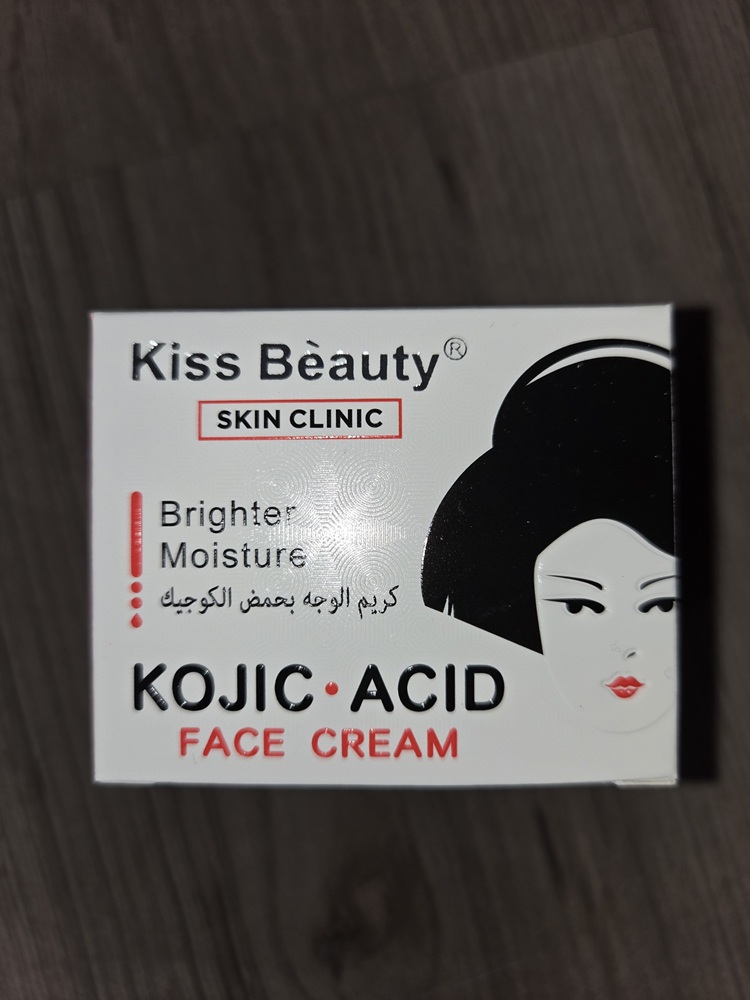 Kiss Bèauty®
SKIN CLINIC
Brighter
Moisture
كريم الوجه بحمض الكوجيك
KOJIC • ACID
FACE CREAM